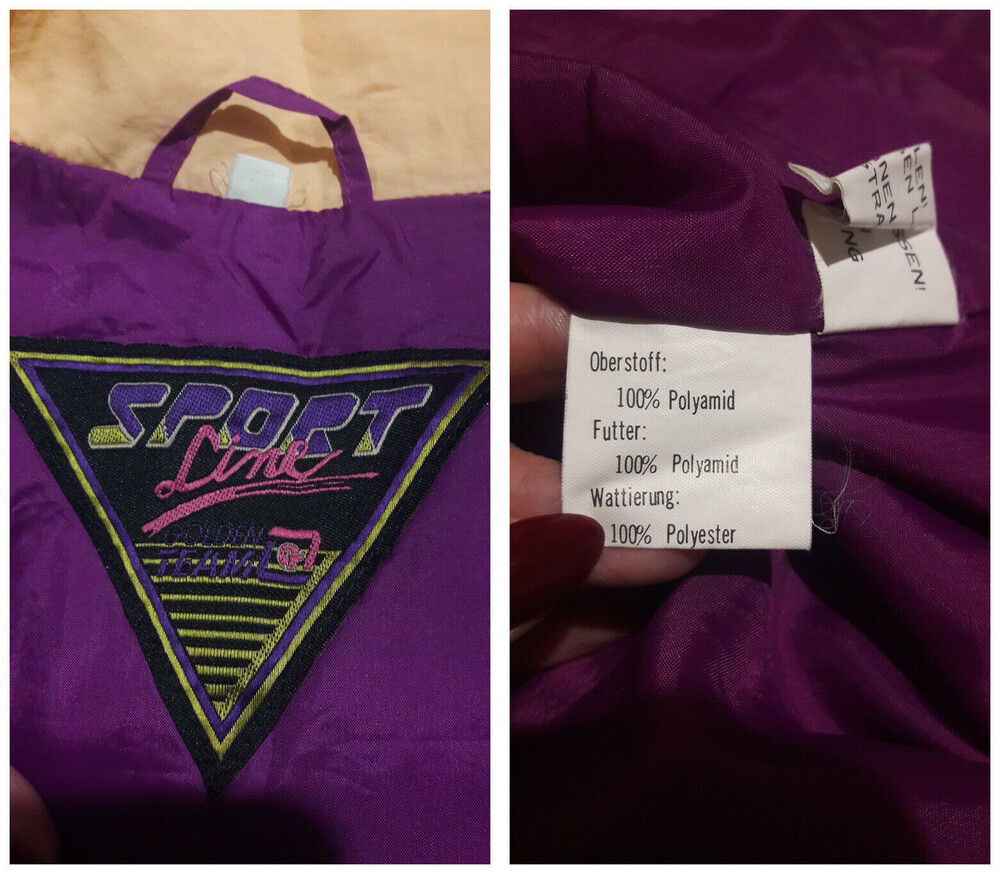 SPORT
Line
GOLDEN
TEAM
Oberstoff:
100% Polyamid
Futter:
100% Polyamid
Wattierung:
100% Polyester